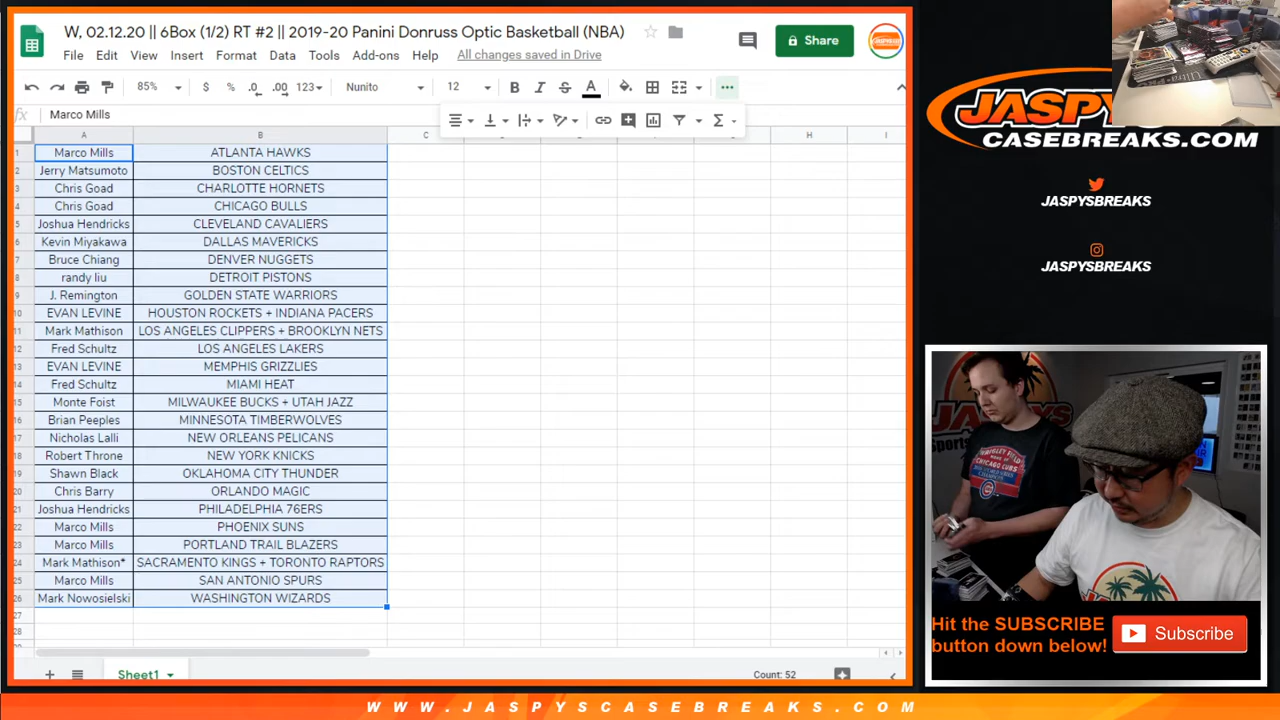 W, 02.12.20 || 6Box (1/2) RT #2 || 2019-20 Panini Donruss Optic Basketball (NBA)
File Edit View Insert Format Data Tools Add-ons Help All changes saved in Drive
Share
85% $ % .0 .00 123 Nunito 12 B I S A
fx Marco Mills
A B C H I
1 Marco Mills ATLANTA HAWKS
2 Jerry Matsumoto BOSTON CELTICS
3 Chris Goad CHARLOTTE HORNETS
4 Chris Goad CHICAGO BULLS
5 Joshua Hendricks CLEVELAND CAVALIERS
6 Kevin Miyakawa DALLAS MAVERICKS
7 Bruce Chiang DENVER NUGGETS
8 randy liu DETROIT PISTONS
9 J. Remington GOLDEN STATE WARRIORS
10 EVAN LEVINE HOUSTON ROCKETS + INDIANA PACERS
11 Mark Mathison LOS ANGELES CLIPPERS + BROOKLYN NETS
12 Fred Schultz LOS ANGELES LAKERS
13 EVAN LEVINE MEMPHIS GRIZZLIES
14 Fred Schultz MIAMI HEAT
15 Monte Foist MILWAUKEE BUCKS + UTAH JAZZ
16 Brian Peeples MINNESOTA TIMBERWOLVES
17 Nicholas Lalli NEW ORLEANS PELICANS
18 Robert Throne NEW YORK KNICKS
19 Shawn Black OKLAHOMA CITY THUNDER
20 Chris Barry ORLANDO MAGIC
21 Joshua Hendricks PHILADELPHIA 76ERS
22 Marco Mills PHOENIX SUNS
23 Marco Mills PORTLAND TRAIL BLAZERS
24 Mark Mathison* SACRAMENTO KINGS + TORONTO RAPTORS
25 Marco Mills SAN ANTONIO SPURS
26 Mark Nowosielski WASHINGTON WIZARDS
27
28
Sheet1
Count: 52
CASEBREAKS.COM
JASPYSBREAKS
JASPYSBREAKS
CHICAGO CUBS
Hit the SUBSCRIBE
button down below!
Subscribe
WWW.JASPYSCASEBREAKS.COM